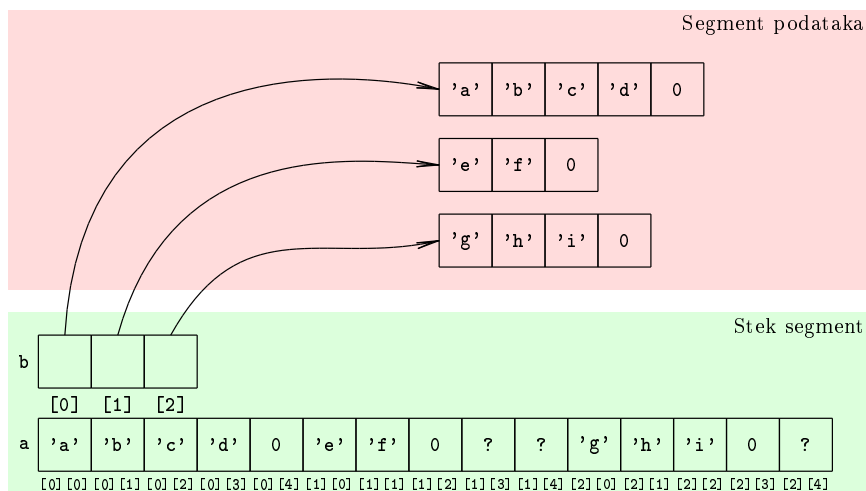 Segment podataka
'a' 'b' 'c' 'd' 0
'e' 'f' 0
'g' 'h' 'i' 0
Stek segment
b
[0] [1] [2]
a 'a' 'b' 'c' 'd' 0 'e' 'f' 0 ? ? 'g' 'h' 'i' 0 ?
[0][0] [0][1] [0][2] [0][3] [0][4] [1][0] [1][1] [1][2] [1][3] [1][4] [2][0] [2][1] [2][2] [2][3] [2][4]